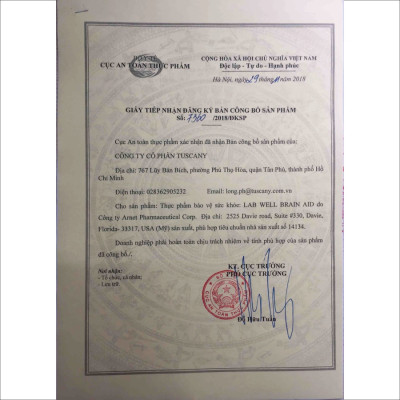 BỘ Y TẾ
CỤC AN TOÀN THỰC PHẨM
CỘNG HÒA XÃ HỘI CHỦ NGHĨA VIỆT NAM
Độc lập - Tự do - Hạnh phúc
Hà Nội, ngày 29 tháng năm 2018
GIẤY TIẾP NHẬN ĐĂNG KÝ BẢN CÔNG BỐ SẢN PHẨM
Số: 7360 /2018/ĐKSP
Cục An toàn thực phẩm xác nhận đã nhận Bản công bố sản phẩm của:
CÔNG TY CỔ PHẦN TUSCANY
Địa chỉ: 767 Lũy Bán Bích, phường Phú Thọ Hòa, quận Tân Phú, thành phố Hồ
Chí Minh
Điện thoại: 028362903232 Email: long.ph@tuscany.com.vn
Cho sản phẩm: Thực phẩm bảo vệ sức khỏe: LAB WELL BRAIN AID do
Công ty Arnet Pharmaceutical Corp. Địa chỉ: 2525 Davie road, Suite #330, Davie,
Florida- 33317, USA (Mỹ) sản xuất, phù hợp tiêu chuẩn nhà sản xuất số 14134.
Doanh nghiệp phải hoàn toàn chịu trách nhiệm về tính phù hợp của sản phẩm
đã công bố./.
Nơi nhận:
- Tổ chức, cá nhân;
- Lưu trữ.
KT. CỤC TRƯỞNG
PHÓ CỤC TRƯỞNG
Đỗ Hữu Tuấn